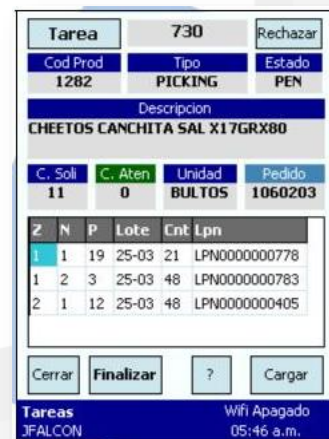 Tarea 730 Rechazar
Cod Prod Tipo Estado
1282 PICKING PEN
Descripcion
CHEETOS CANCHITA SAL X17GRX80
C. Soli C. Aten Unidad Pedido
11 0 BULTOS 1060203
Z N P Lote Cnt Lpn
1 1 19 25-03 21 LPN0000000778
1 2 3 25-03 48 LPN0000000783
2 1 12 25-03 48 LPN0000000405
Cerrar Finalizar ? Cargar
Tareas Wifi Apagado
JFALCON 05:46 a.m.